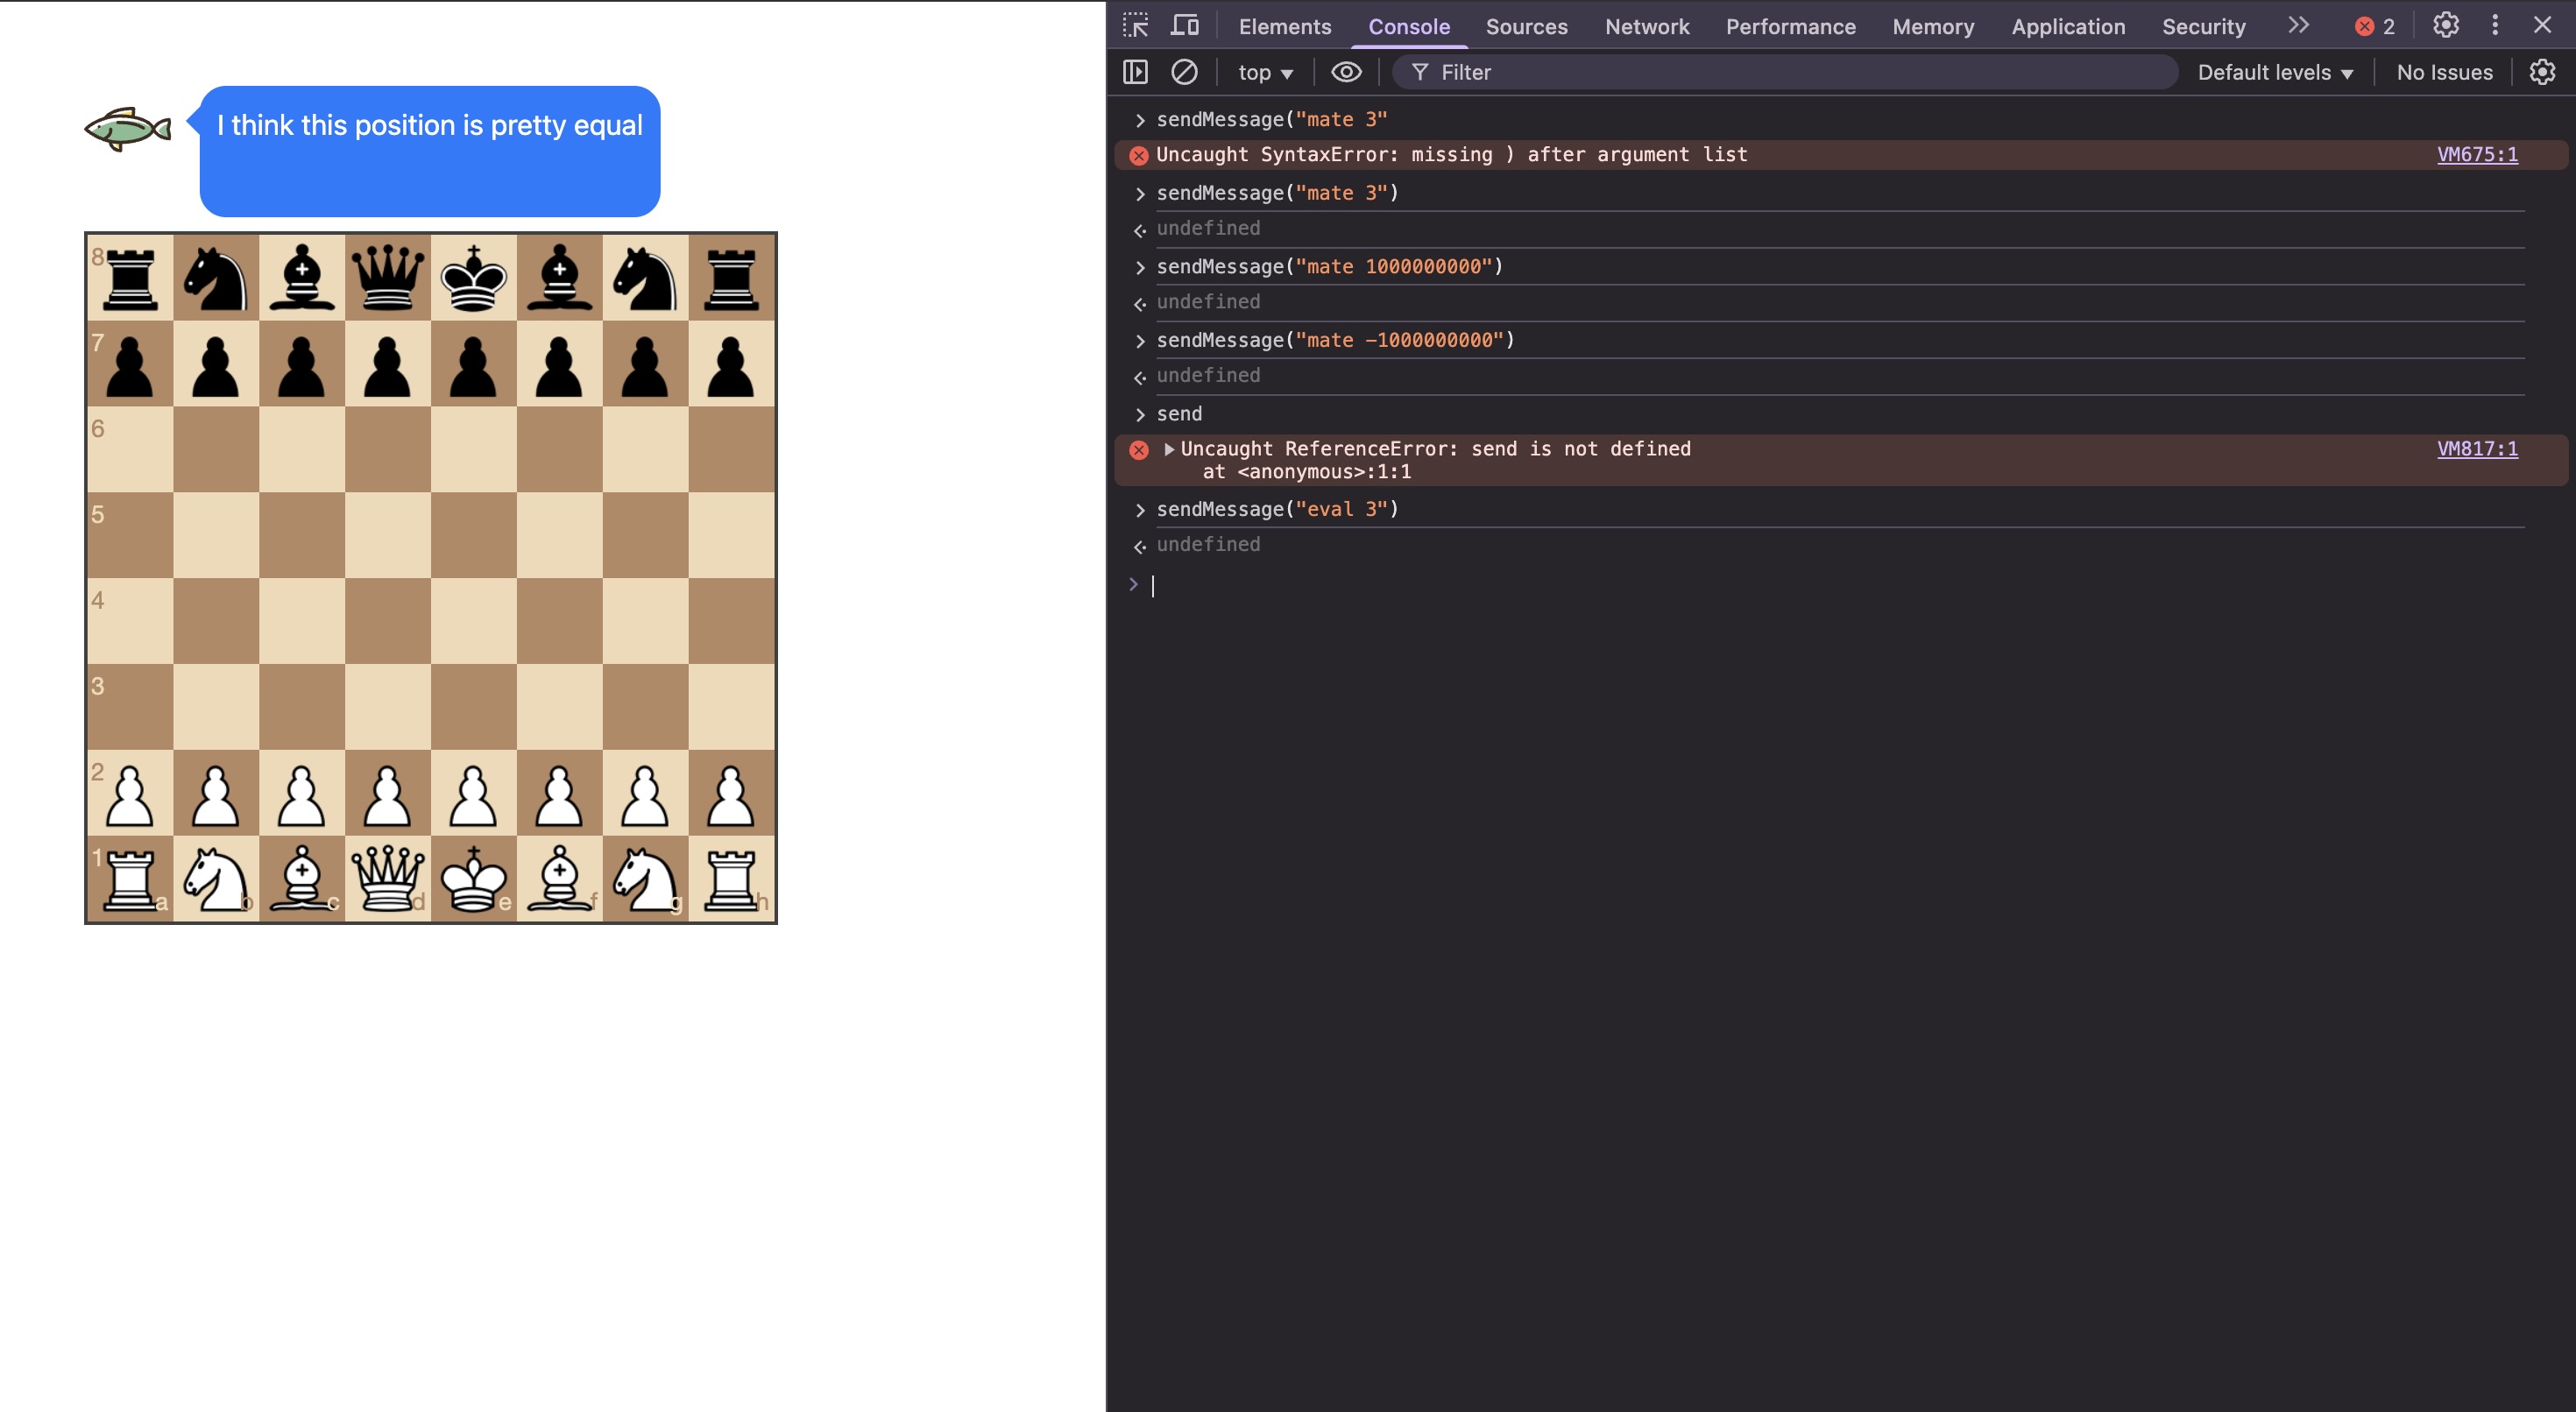 I think this position is pretty equal
8
7
6
5
4
3
2
1
a b c d e f g h
Elements Console Sources Network Performance Memory Application Security 2
top Filter Default levels No Issues
sendMessage("mate 3"
Uncaught SyntaxError: missing ) after argument list VM675:1
sendMessage("mate 3")
undefined
sendMessage("mate 1000000000")
undefined
sendMessage("mate -1000000000")
undefined
send
Uncaught ReferenceError: send is not defined VM817:1
at <anonymous>:1:1
sendMessage("eval 3")
undefined